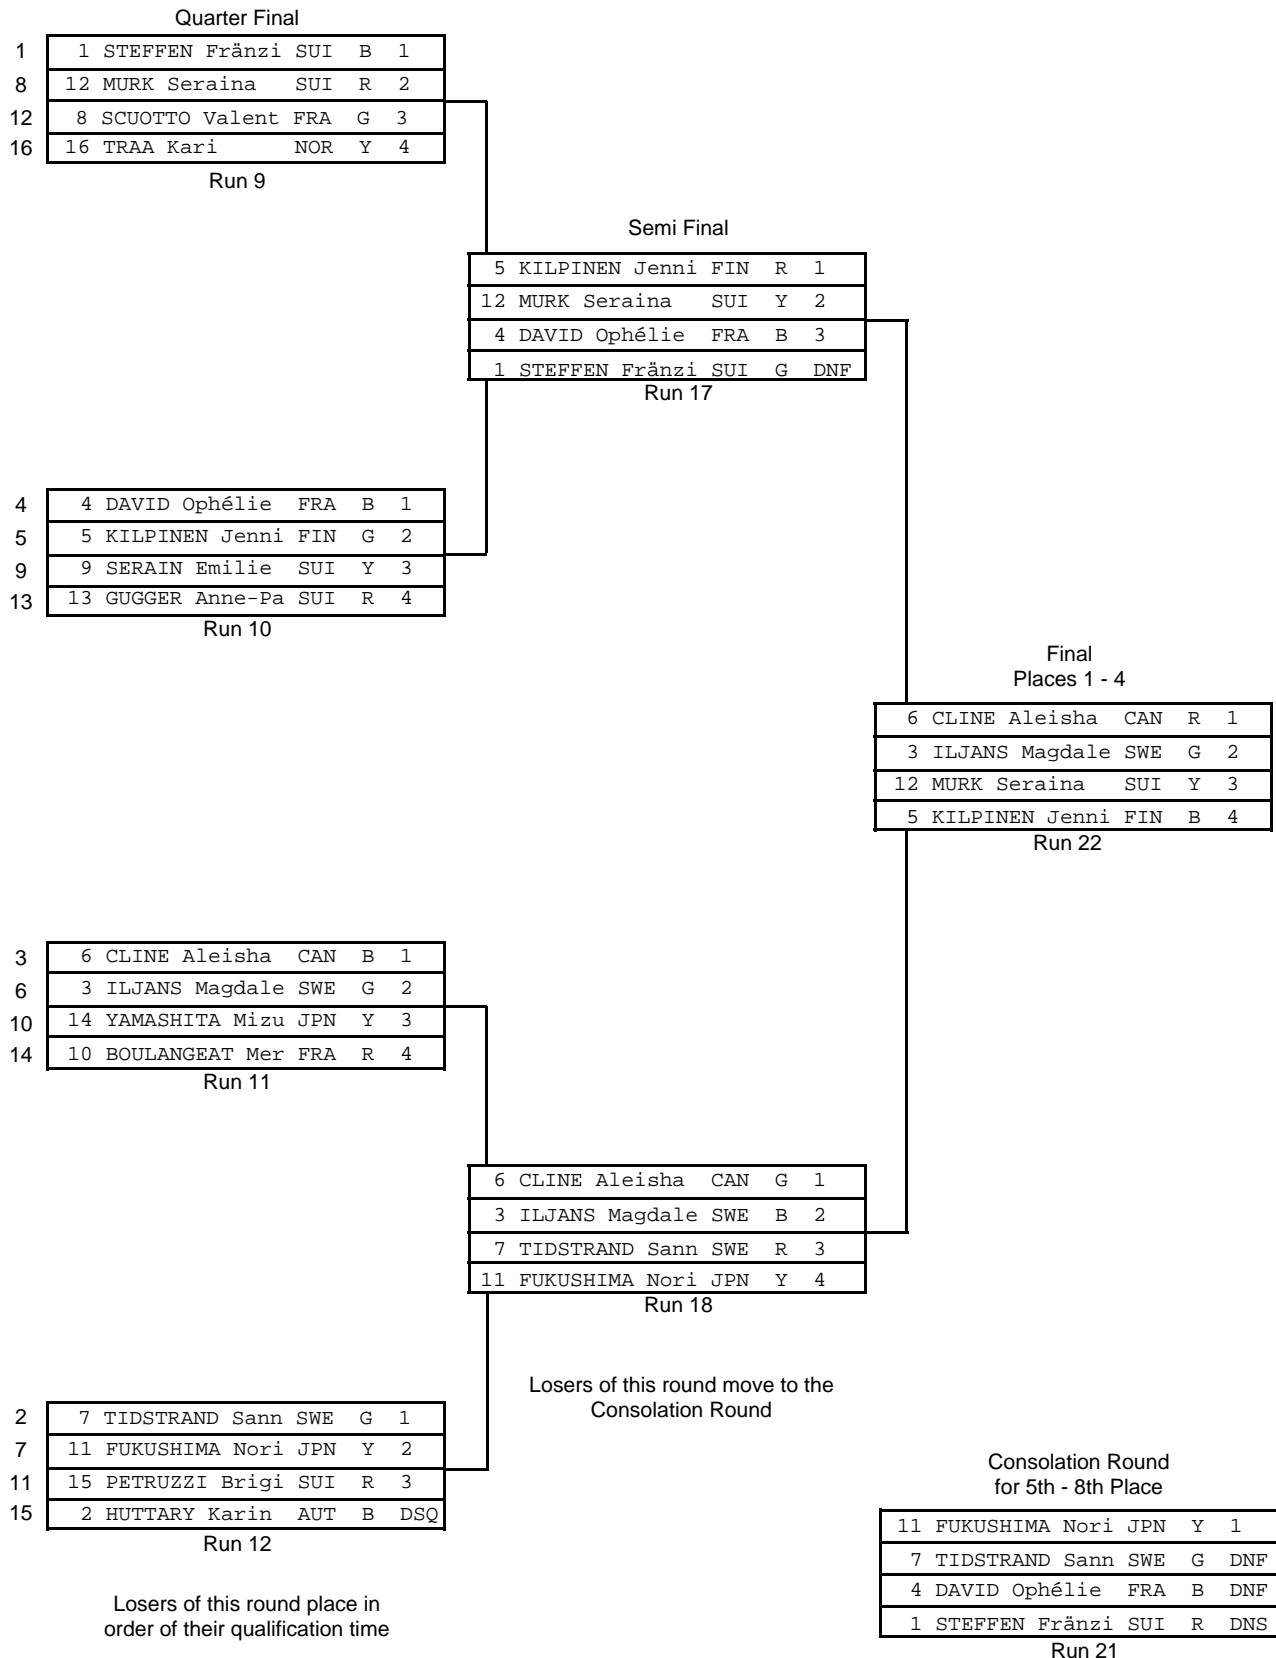 Quarter Final
1 1 STEFFEN Fränzi SUI B 1
8 12 MURK Seraina SUI R 2
12 8 SCUOTTO Valent FRA G 3
16 16 TRAA Kari NOR Y 4
Run 9
Semi Final
5 KILPINEN Jenni FIN R 1
12 MURK Seraina SUI Y 2
4 DAVID Ophélie FRA B 3
1 STEFFEN Fränzi SUI G DNF
Run 17
4 4 DAVID Ophélie FRA B 1
5 5 KILPINEN Jenni FIN G 2
9 9 SERAIN Emilie SUI Y 3
13 13 GUGGER Anne-Pa SUI R 4
Run 10
Final
Places 1 - 4
6 CLINE Aleisha CAN R 1
3 ILJANS Magdale SWE G 2
12 MURK Seraina SUI Y 3
5 KILPINEN Jenni FIN B 4
Run 22
3 6 CLINE Aleisha CAN B 1
6 3 ILJANS Magdale SWE G 2
10 14 YAMASHITA Mizu JPN Y 3
14 10 BOULANGEAT Mer FRA R 4
Run 11
6 CLINE Aleisha CAN G 1
3 ILJANS Magdale SWE B 2
7 TIDSTRAND Sann SWE R 3
11 FUKUSHIMA Nori JPN Y 4
Run 18
Losers of this round move to the
Consolation Round
2 7 TIDSTRAND Sann SWE G 1
7 11 FUKUSHIMA Nori JPN Y 2
11 15 PETRUZZI Brigi SUI R 3
15 2 HUTTARY Karin AUT B DSQ
Run 12
Losers of this round place in
order of their qualification time
Consolation Round
for 5th - 8th Place
11 FUKUSHIMA Nori JPN Y 1
7 TIDSTRAND Sann SWE G DNF
4 DAVID Ophélie FRA B DNF
1 STEFFEN Fränzi SUI R DNS
Run 21